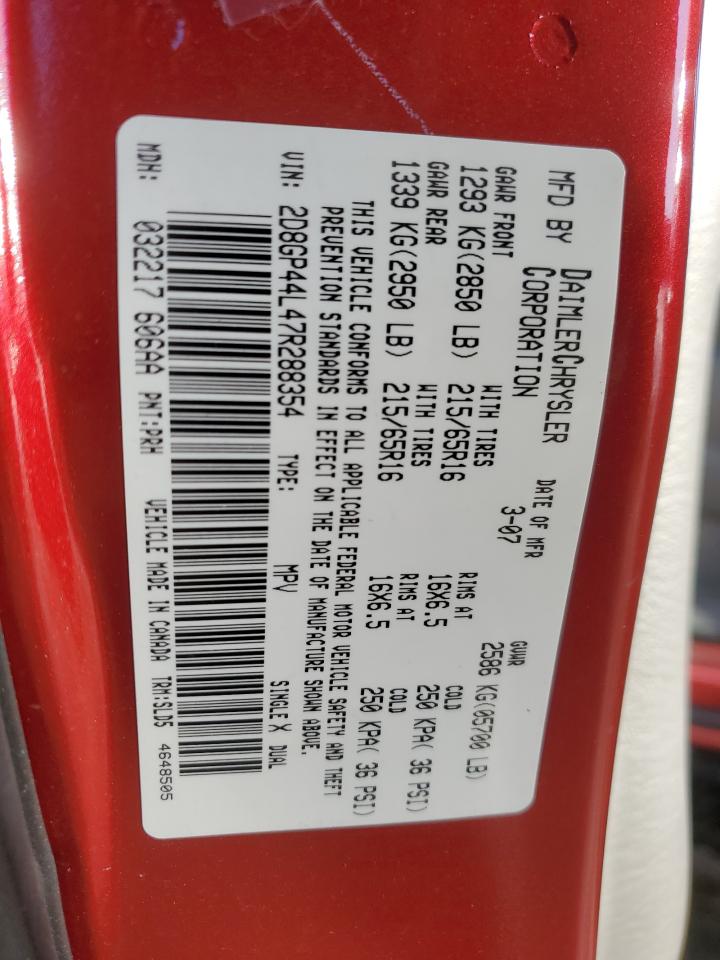 MFD BY DAIMLERCHRYSLER CORPORATION DATE OF MFR 3-07 GVWR 2586 KG(05700 LB)
GAWR FRONT WITH TIRES RIMS AT COLD
1293 KG(2850 LB) 215/65R16 16X6.5 250 KPA( 36 PSI)
GAWR REAR WITH TIRES RIMS AT COLD
1339 KG(2950 LB) 215/65R16 16X6.5 250 KPA( 36 PSI)
THIS VEHICLE CONFORMS TO ALL APPLICABLE FEDERAL MOTOR VEHICLE SAFETY AND THEFT
PREVENTION STANDARDS IN EFFECT ON THE DATE OF MANUFACTURE SHOWN ABOVE.
VIN: 2D8GP44L47R288354 TYPE: MPV SINGLE X DUAL
MDH: 032217 606AA PNT:PRH VEHICLE MADE IN CANADA TRM:SLD5 4648505